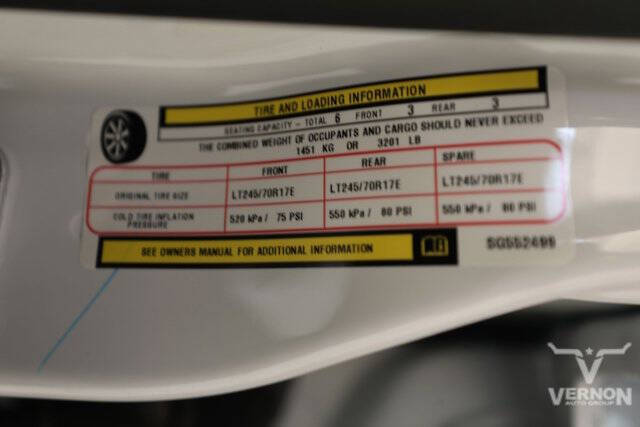 TIRE AND LOADING INFORMATION
SEATING CAPACITY - TOTAL 6 FRONT 3 REAR 3
THE COMBINED WEIGHT OF OCCUPANTS AND CARGO SHOULD NEVER EXCEED
1451 KG OR 3201 LB
TIRE FRONT REAR SPARE
ORIGINAL TIRE SIZE LT245/70R17E LT245/70R17E LT245/70R17E
COLD TIRE INFLATION PRESSURE 520 kPa / 75 PSI 550 kPa / 80 PSI 550 kPa / 80 PSI
SEE OWNERS MANUAL FOR ADDITIONAL INFORMATION
SG552498
VERNON
AUTO GROUP